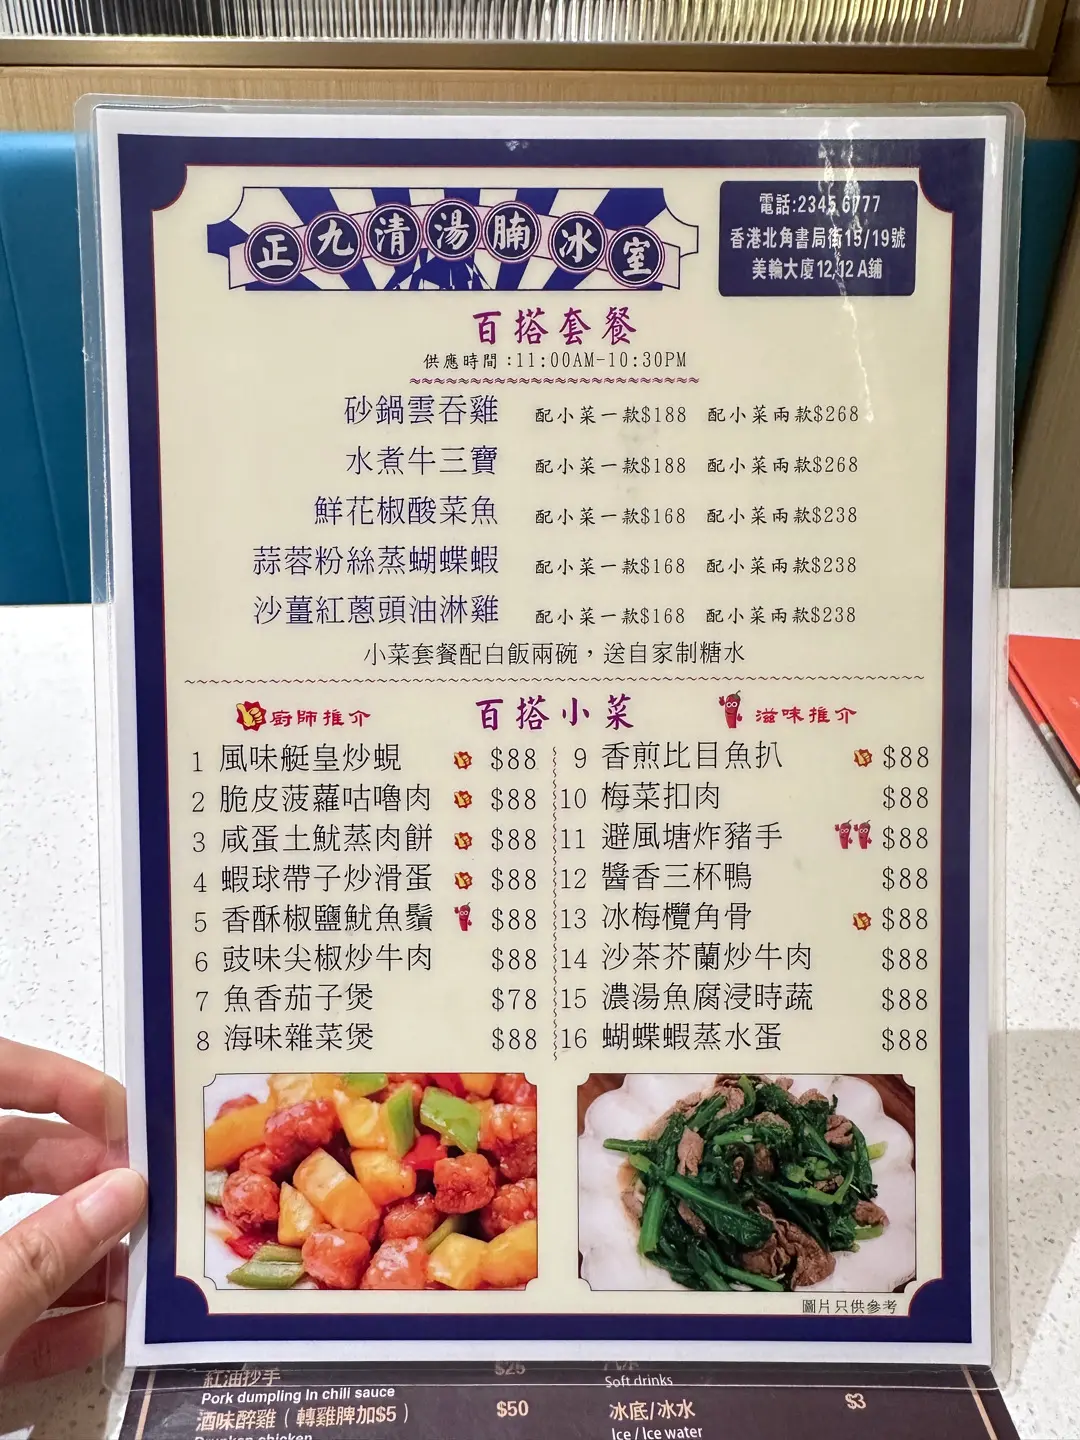 正九清湯腩冰室
電話:2345 6777
香港北角書局街15/19號
美輪大廈12,12A鋪
百搭套餐
供應時間:11:00AM-10:30PM
砂鍋雲吞雞 配小菜一款$188 配小菜兩款$268
水煮牛三寶 配小菜一款$188 配小菜兩款$268
鮮花椒酸菜魚 配小菜一款$168 配小菜兩款$238
蒜蓉粉絲蒸蝴蝶蝦 配小菜一款$168 配小菜兩款$238
沙薑紅蔥頭油淋雞 配小菜一款$168 配小菜兩款$238
小菜套餐配白飯兩碗，送自家制糖水
廚師推介 百搭小菜 滋味推介
1 風味艇皇炒蜆 $88
2 脆皮菠蘿咕嚕肉 $88
3 咸蛋土魷蒸肉餅 $88
4 蝦球帶子炒滑蛋 $88
5 香酥椒鹽魷魚鬚 $88
6 豉味尖椒炒牛肉 $88
7 魚香茄子煲 $78
8 海味雜菜煲 $88
9 香煎比目魚扒 $88
10 梅菜扣肉 $88
11 避風塘炸豬手 $88
12 醬香三杯鴨 $88
13 冰梅欖角骨 $88
14 沙茶芥蘭炒牛肉 $88
15 濃湯魚腐浸時蔬 $88
16 蝴蝶蝦蒸水蛋 $88
圖片只供參考
紅油抄手 $25
Pork dumpling In chill sauce
酒味醉雞（轉雞脾加$5） $50
Drunken chicken
汽水
Soft drinks
冰底/冰水 $3
Ice / Ice water